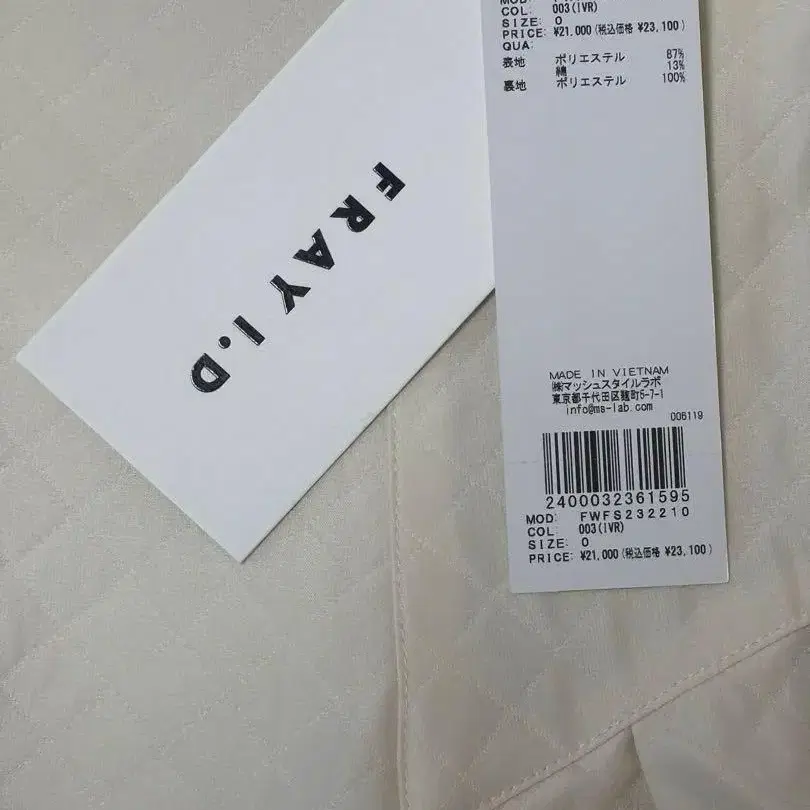 FRAY I.D
COL: 003(IVR)
SIZE: 0
PRICE: ¥21,000(税込価格 ¥23,100)
QUA:
表地 ポリエステル 87%
綿 13%
裏地 ポリエステル 100%
MADE IN VIETNAM
㈱マッシュスタイルラボ
東京都千代田区麹町5-7-1
info@ms-lab.com
006119
2400032361595
MOD: FWFS232210
COL: 003(IVR)
SIZE: 0
PRICE: ¥21,000(税込価格 ¥23,100)